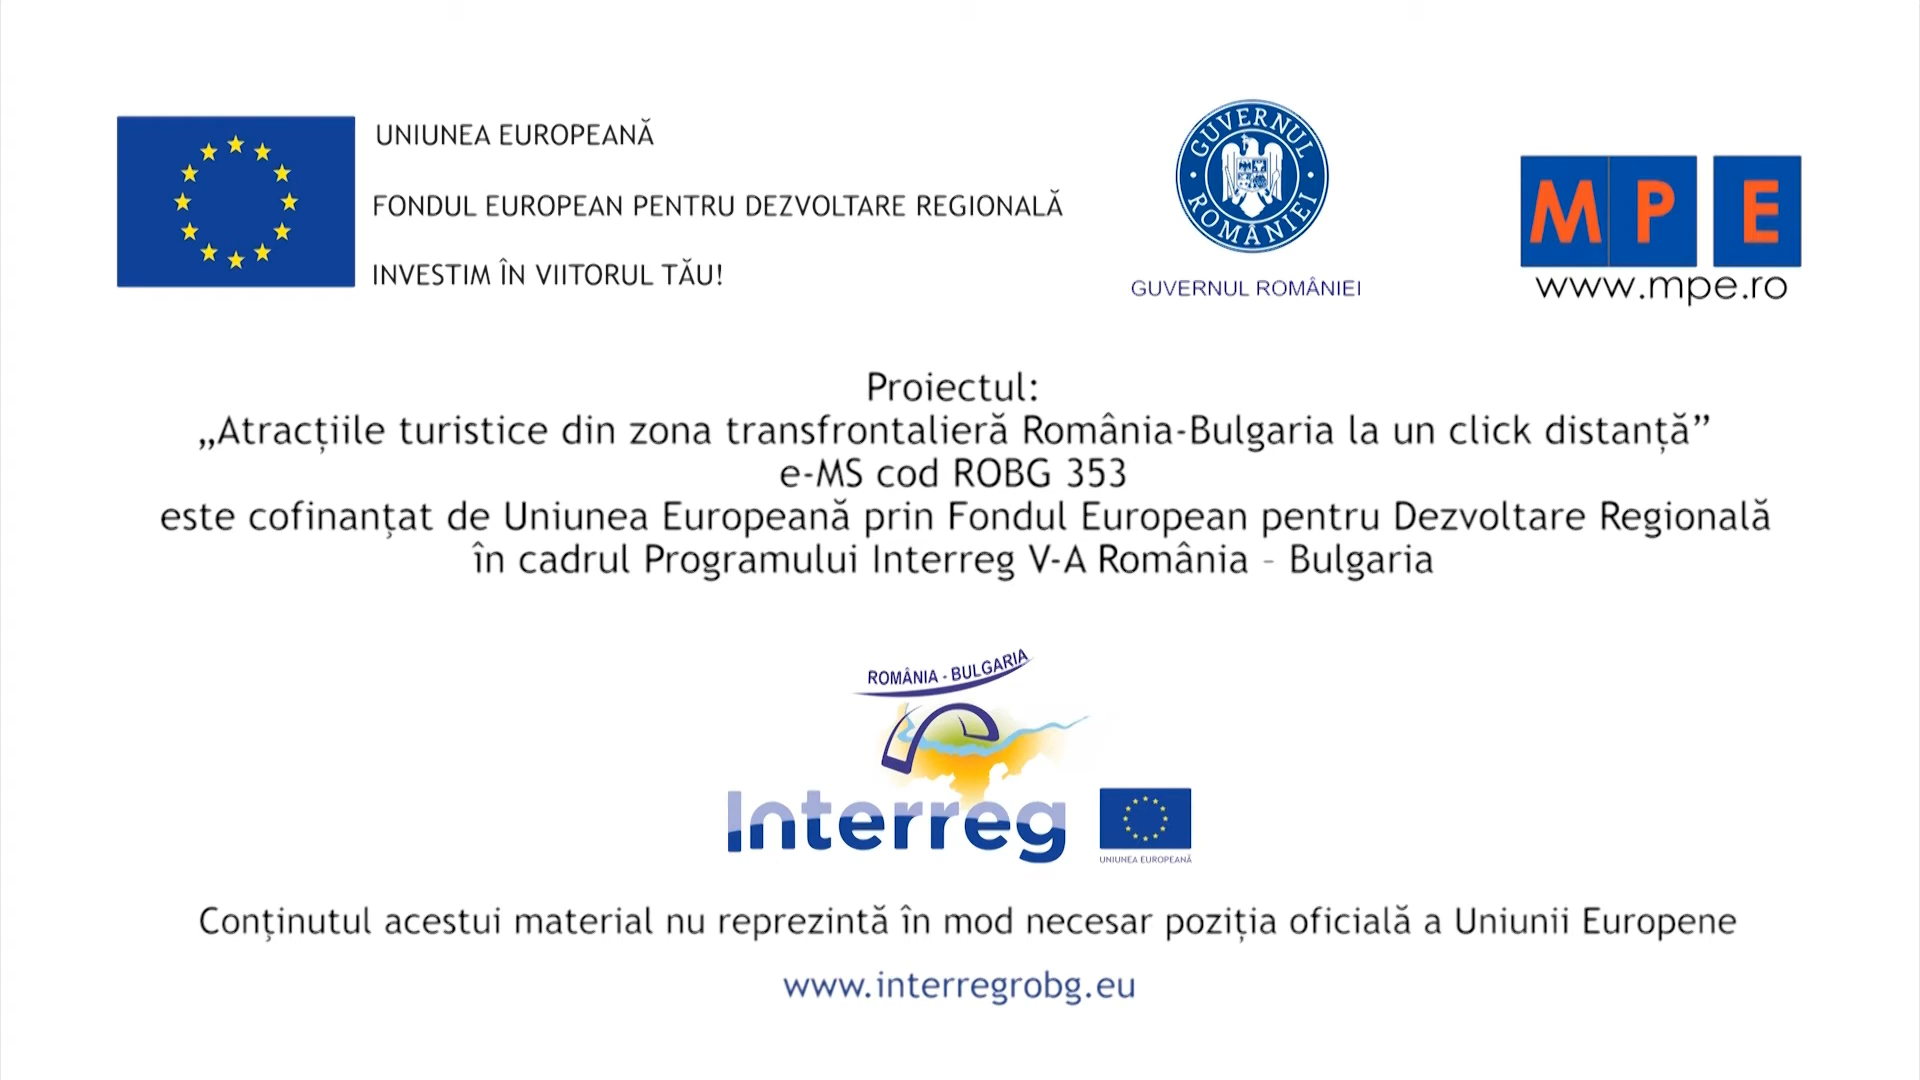 UNIUNEA EUROPEANĂ
FONDUL EUROPEAN PENTRU DEZVOLTARE REGIONALĂ
INVESTIM ÎN VIITORUL TĂU!
GUVERNUL ROMÂNIEI
GUVERNUL ROMÂNIEI
MPE
www.mpe.ro
Proiectul:
„Atracțiile turistice din zona transfrontalieră România-Bulgaria la un click distanță”
e-MS cod ROBG 353
este cofinanțat de Uniunea Europeană prin Fondul European pentru Dezvoltare Regională
în cadrul Programului Interreg V-A România – Bulgaria
ROMÂNIA - BULGARIA
Interreg
UNIUNEA EUROPEANĂ
Conținutul acestui material nu reprezintă în mod necesar poziția oficială a Uniunii Europene
www.interregrobg.eu